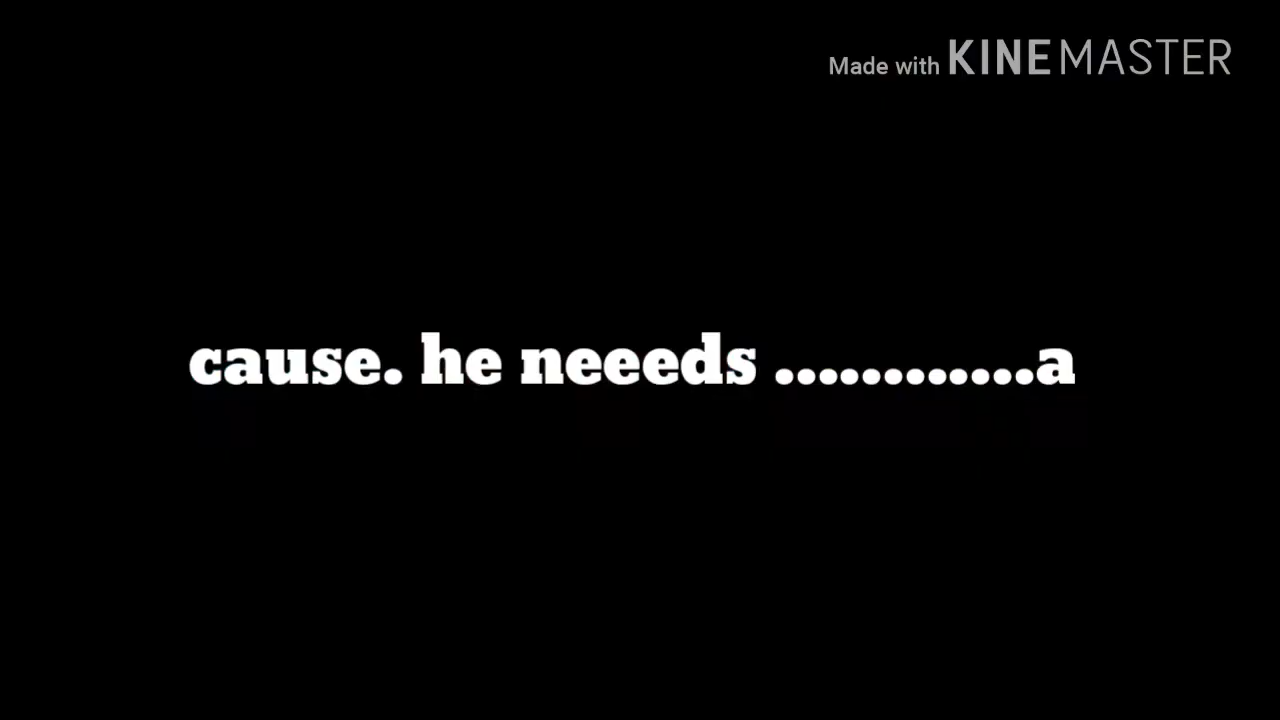 Made with KINEMASTER
cause. he neeeds ............a